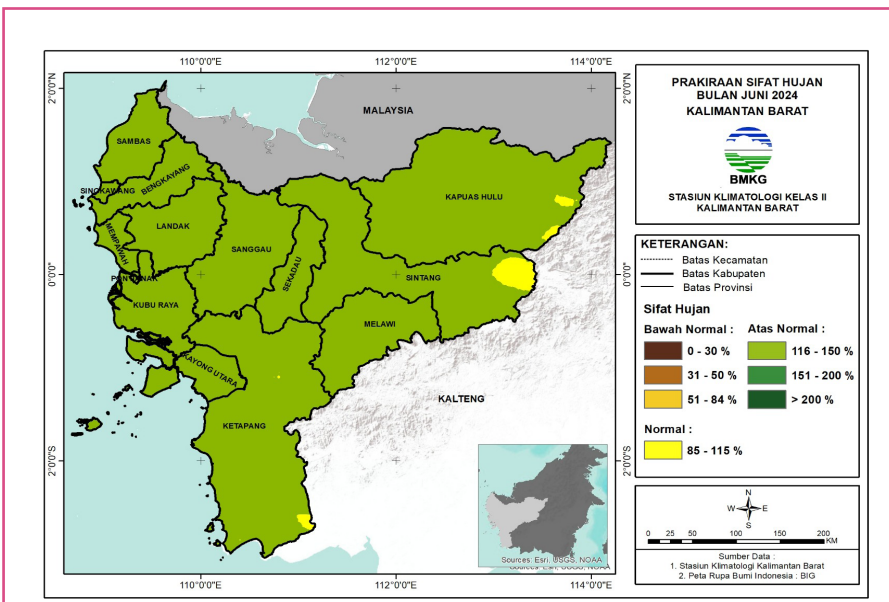 110°0'0"E 112°0'0"E 114°0'0"E
2°0'0"N
0°0'0"
2°0'0"S
MALAYSIA
SAMBAS
BENGKAYANG
SINGKAWANG
LANDAK
MEMPAWAH
SANGGAU
SEKADAU
KAPUAS HULU
SINTANG
KUBU RAYA
MELAWI
KAYONG UTARA
KETAPANG
KALTENG
Sources: Esri, USGS, NOAA
Sources: Esri, USGS, NOAA
110°0'0"E 112°0'0"E 114°0'0"E
2°0'0"N
0°0'0"
2°0'0"S
PRAKIRAAN SIFAT HUJAN
BULAN JUNI 2024
KALIMANTAN BARAT
BMKG
STASIUN KLIMATOLOGI KELAS II
KALIMANTAN BARAT
KETERANGAN:
Batas Kecamatan
Batas Kabupaten
Batas Provinsi
Sifat Hujan
Bawah Normal : Atas Normal :
0 - 30 % 116 - 150 %
31 - 50 % 151 - 200 %
51 - 84 % > 200 %
Normal :
85 - 115 %
N
W E
S
0 25 50 100 150 200
KM
Sumber Data :
1. Stasiun Klimatologi Kalimantan Barat
2. Peta Rupa Bumi Indonesia : BIG